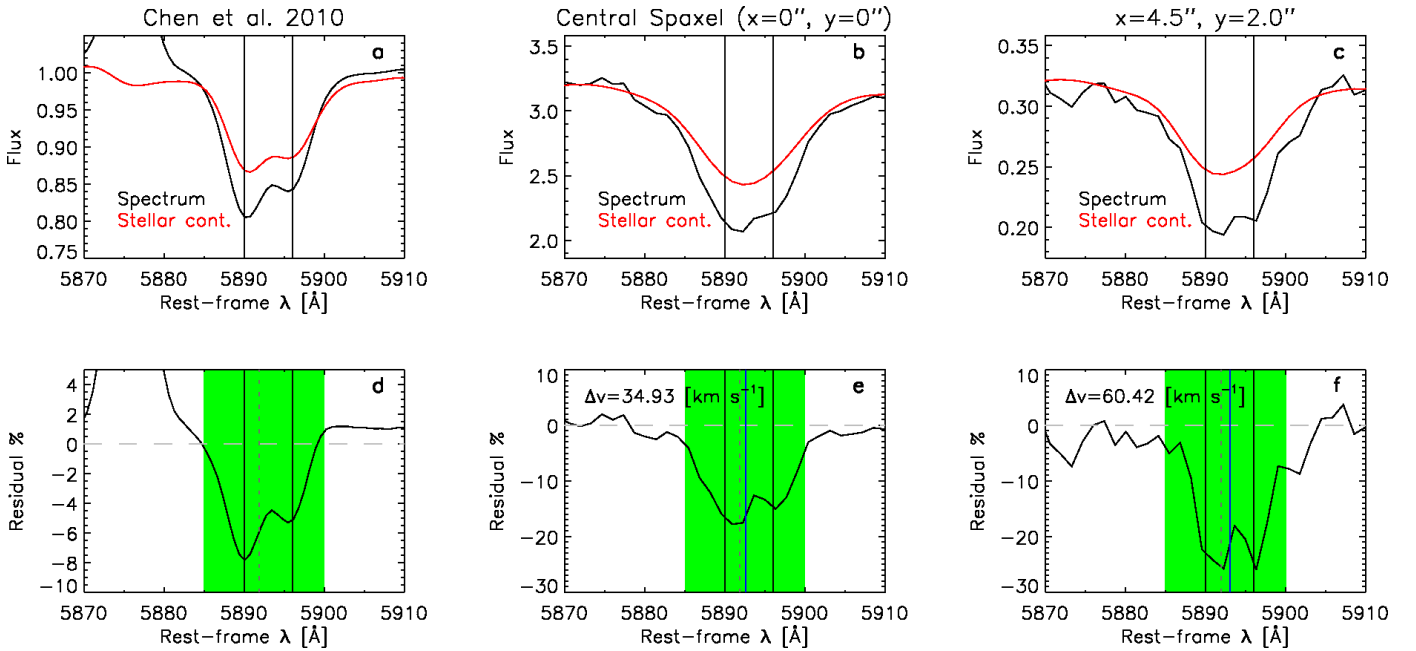 Chen et al. 2010
Central Spaxel (x=0", y=0")
x=4.5", y=2.0"
a
1.00
0.95
0.90
0.85
0.80
0.75
Flux
Spectrum
Stellar cont.
5870 5880 5890 5900 5910
Rest-frame λ [Å]
b
3.5
3.0
2.5
2.0
Flux
Spectrum
Stellar cont.
5870 5880 5890 5900 5910
Rest-frame λ [Å]
c
0.35
0.30
0.25
0.20
Flux
Spectrum
Stellar cont.
5870 5880 5890 5900 5910
Rest-frame λ [Å]
d
4
2
0
-2
-4
-6
-8
-10
Residual %
5870 5880 5890 5900 5910
Rest-frame λ [Å]
e
Δv=34.93 [km s⁻¹]
10
0
-10
-20
-30
Residual %
5870 5880 5890 5900 5910
Rest-frame λ [Å]
f
Δv=60.42 [km s⁻¹]
10
0
-10
-20
-30
Residual %
5870 5880 5890 5900 5910
Rest-frame λ [Å]